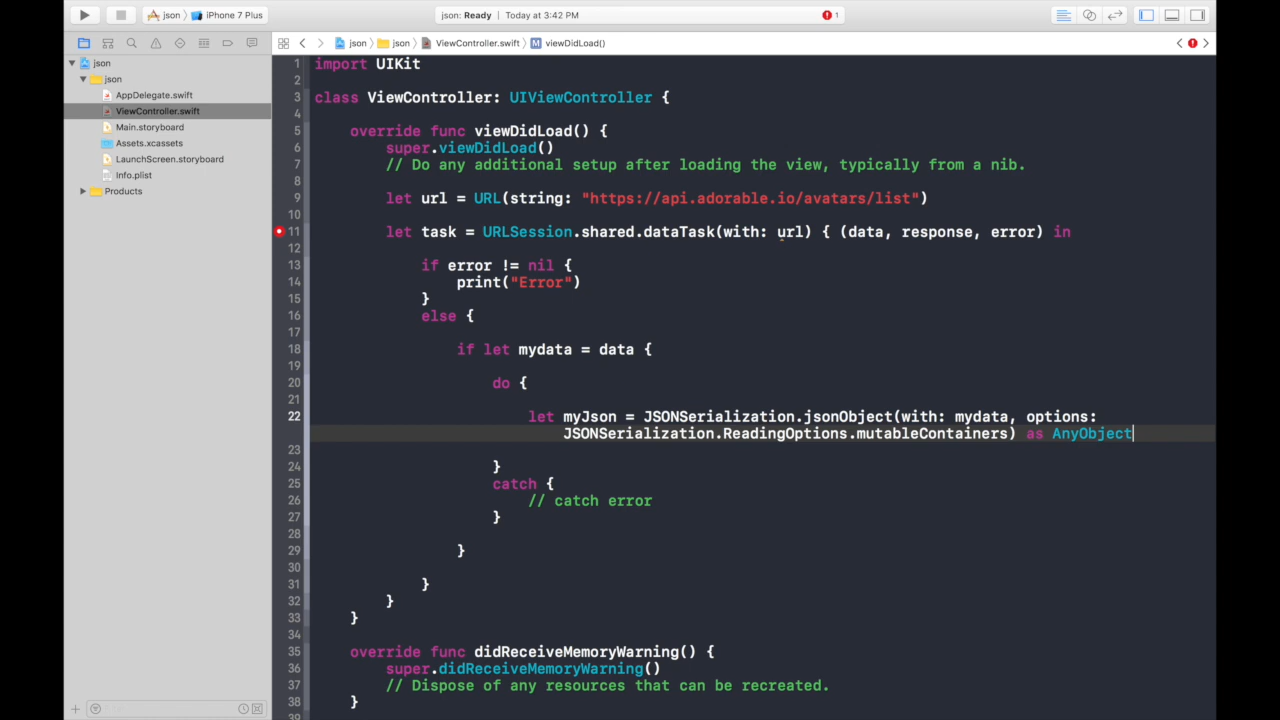 json
iPhone 7 Plus
json: Ready
Today at 3:42 PM
1
json
json
ViewController.swift
M
viewDidLoad()
json
json
AppDelegate.swift
ViewController.swift
Main.storyboard
Assets.xcassets
LaunchScreen.storyboard
Info.plist
Products
1 import UIKit
2
3 class ViewController: UIViewController {
4
5 override func viewDidLoad() {
6 super.viewDidLoad()
7 // Do any additional setup after loading the view, typically from a nib.
8
9 let url = URL(string: "https://api.adorable.io/avatars/list")
10
11 let task = URLSession.shared.dataTask(with: url) { (data, response, error) in
12
13 if error != nil {
14 print("Error")
15 }
16 else {
17
18 if let mydata = data {
19
20 do {
21
22 let myJson = JSONSerialization.jsonObject(with: mydata, options:
JSONSerialization.ReadingOptions.mutableContainers) as AnyObject
23
24 }
25 catch {
26 // catch error
27 }
28
29 }
30
31 }
32 }
33 }
34
35 override func didReceiveMemoryWarning() {
36 super.didReceiveMemoryWarning()
37 // Dispose of any resources that can be recreated.
38 }
39